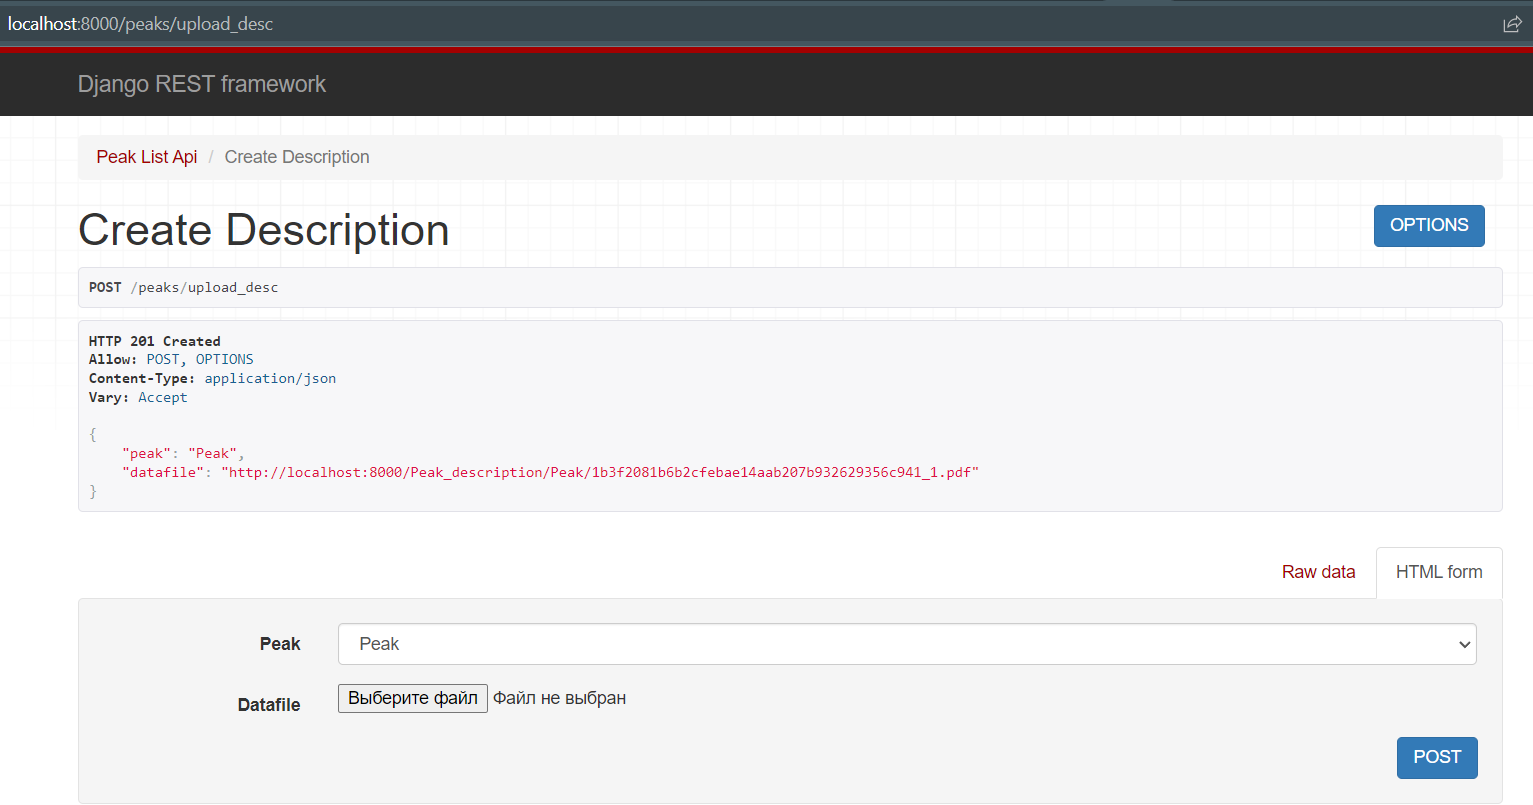 localhost:8000/peaks/upload_desc
Django REST framework
Peak List Api / Create Description
Create Description
OPTIONS
POST /peaks/upload_desc
HTTP 201 Created
Allow: POST, OPTIONS
Content-Type: application/json
Vary: Accept
{
    "peak": "Peak",
    "datafile": "http://localhost:8000/Peak_description/Peak/1b3f2081b6b2cfebae14aab207b932629356c941_1.pdf"
}
Raw data HTML form
Peak Peak
Datafile Выберите файл Файл не выбран
POST